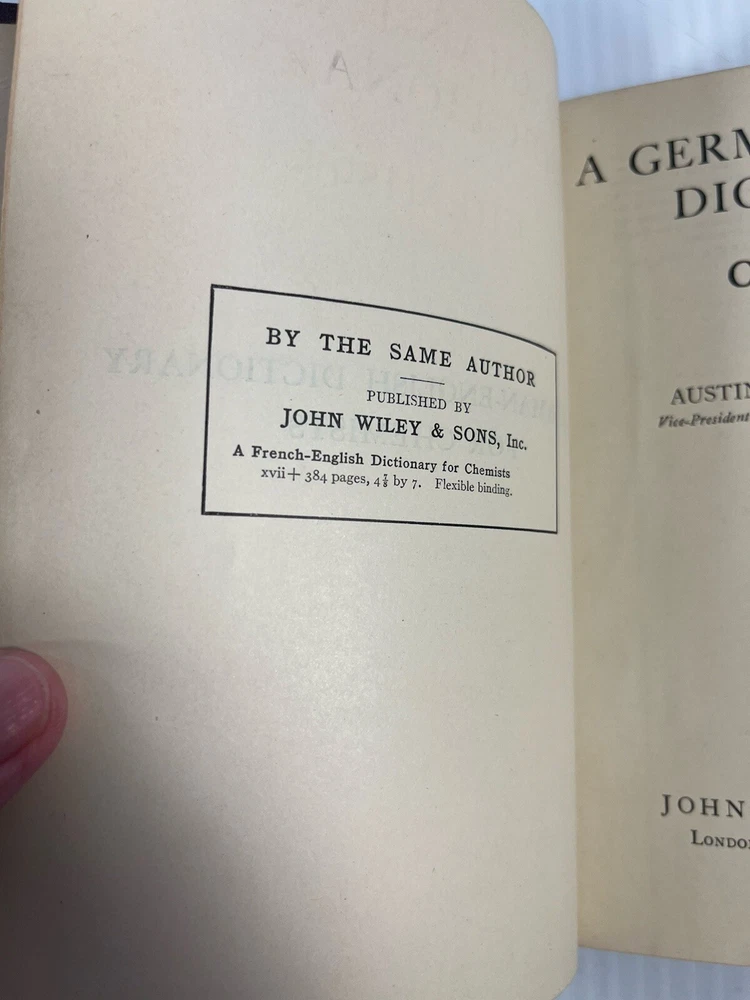 BY THE SAME AUTHOR
PUBLISHED BY
JOHN WILEY & SONS, Inc.
A French-English Dictionary for Chemists
xvii+ 384 pages, 4⅞ by 7. Flexible binding.
A GERM
DIC
AUSTIN
Vice-President
JOHN
LONDO